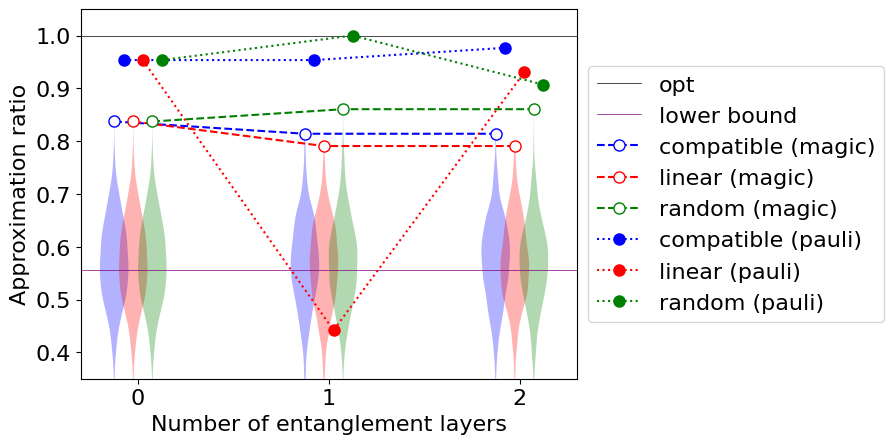 1.0
0.9
0.8
0.7
0.6
0.5
0.4
Approximation ratio
0
1
2
Number of entanglement layers
opt
lower bound
compatible (magic)
linear (magic)
random (magic)
compatible (pauli)
linear (pauli)
random (pauli)